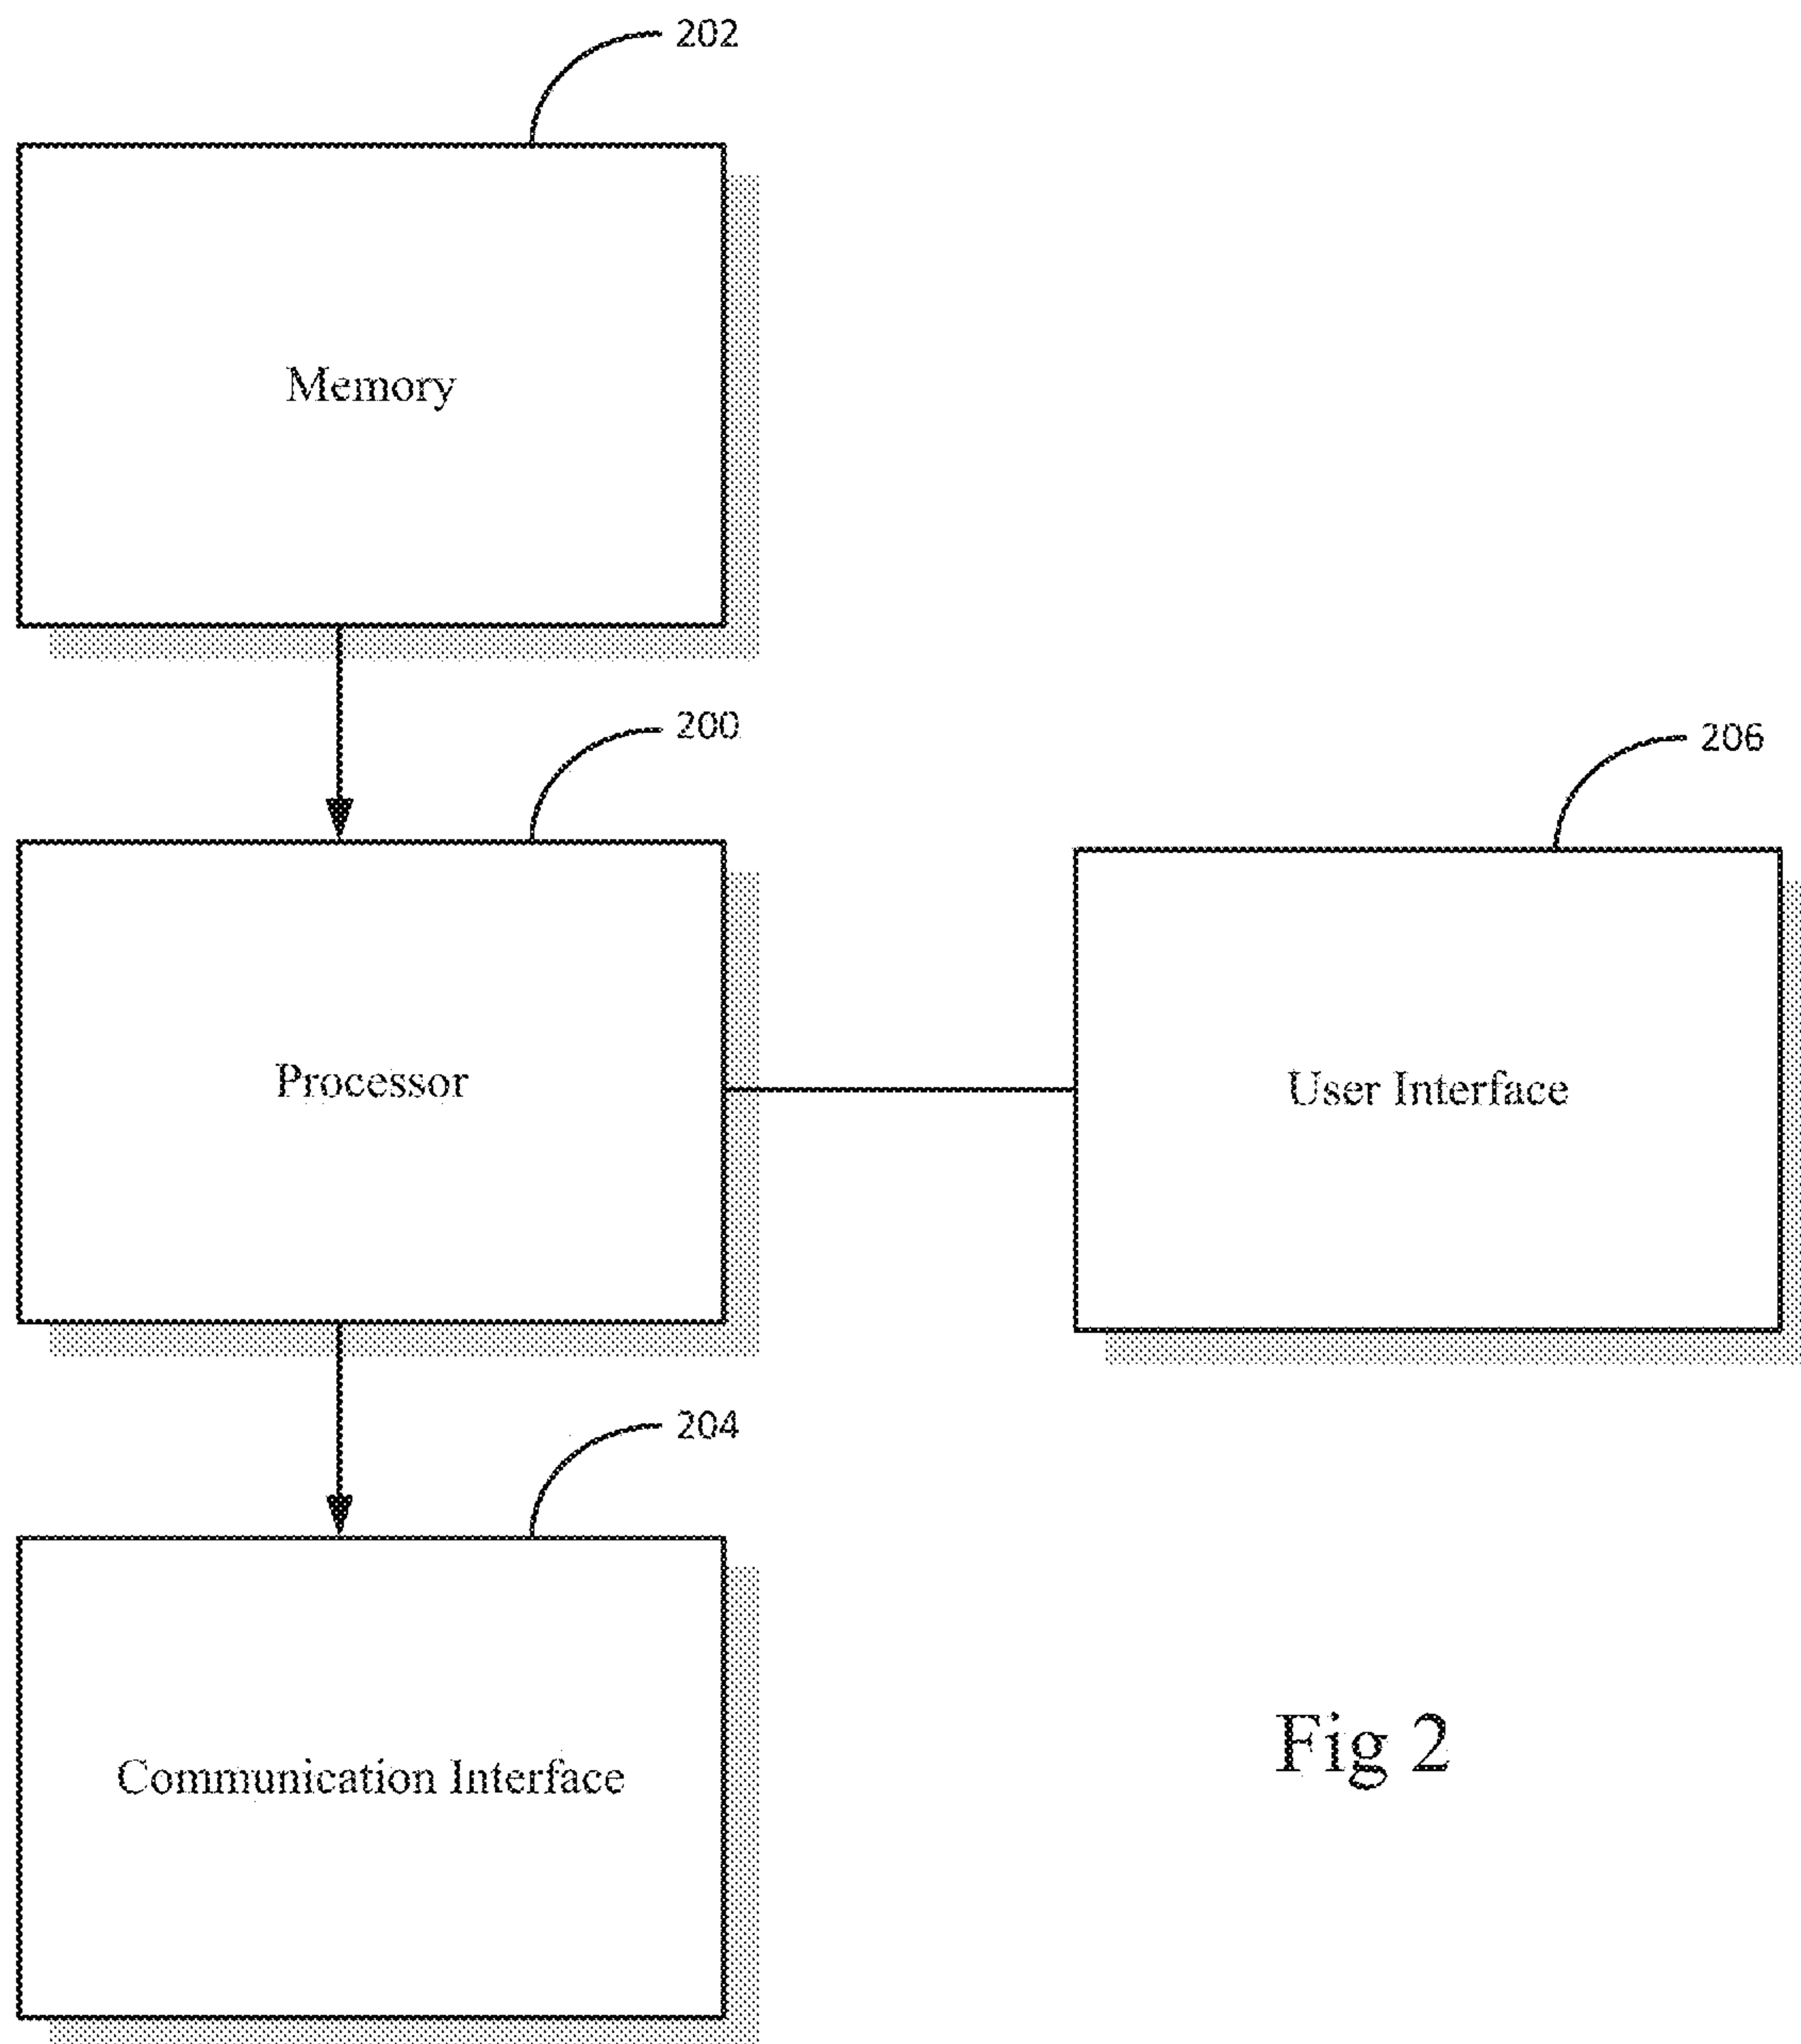 202
Memory
200
206
Processor
User Interface
204
Communication Interface
Fig 2